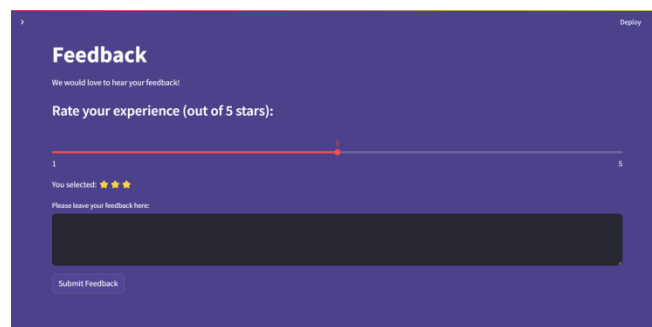 Deploy
Feedback
We would love to hear your feedback!
Rate your experience (out of 5 stars):
3
1 5
You selected: ⭐⭐⭐
Please leave your feedback here:
Submit Feedback